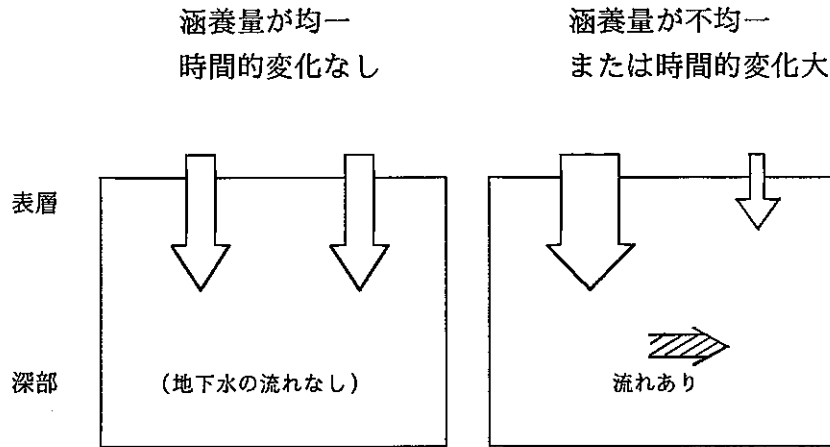 涵養量が均一
時間的変化なし
涵養量が不均一
または時間的変化大
表層
深部
(地下水の流れなし)
流れあり